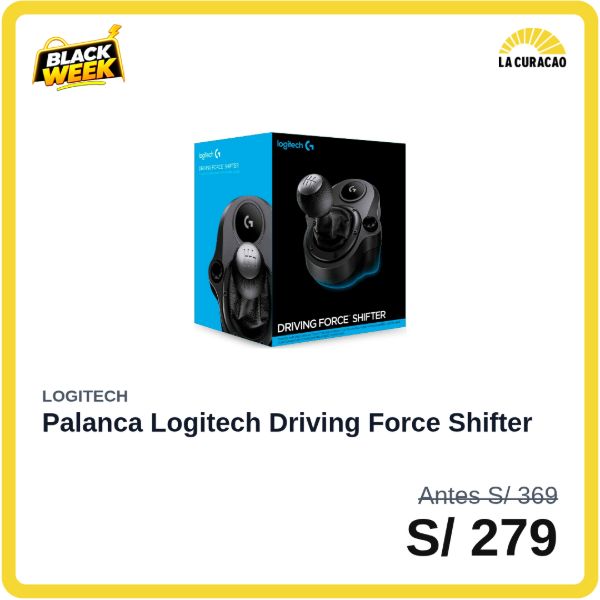 BLACK
WEEK
LA CURACAO
logitech G
DRIVING FORCE SHIFTER
logitech G
G
G
DRIVING FORCE SHIFTER
LOGITECH
Palanca Logitech Driving Force Shifter
Antes S/ 369
S/ 279